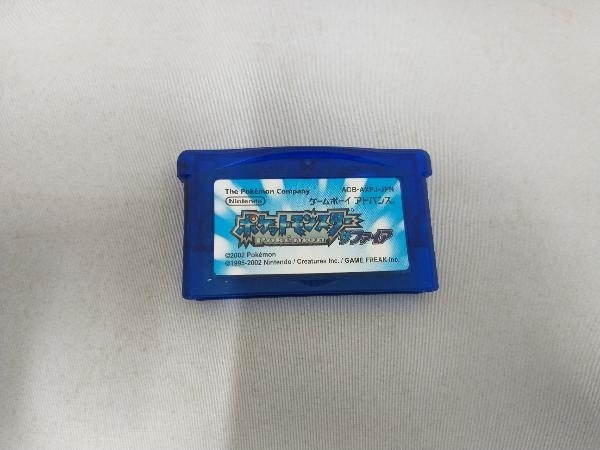 The Pokémon Company
AGB-AXPJ-JPN
Nintendo
ゲームボーイ アドバンス
ポケットモンスター
POKéMON
サファイア
©2002 Pokémon
©1995-2002 Nintendo / Creatures Inc. / GAME FREAK inc.